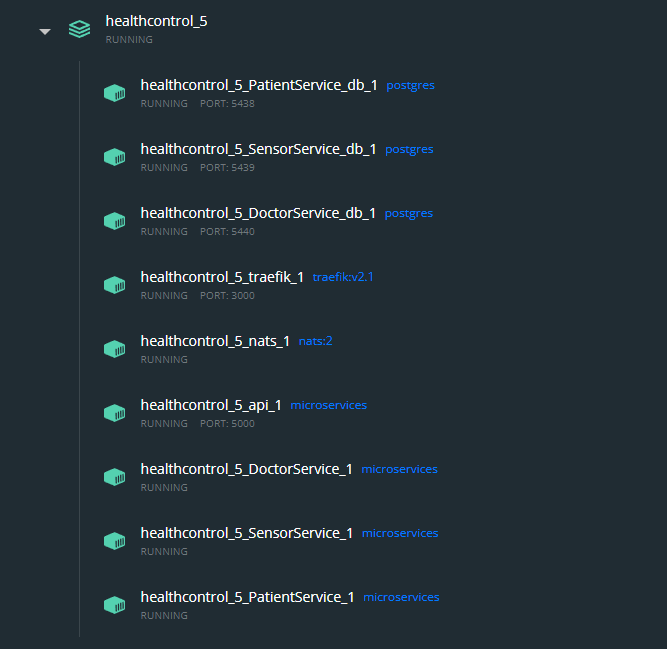 healthcontrol_5
RUNNING
healthcontrol_5_PatientService_db_1 postgres
RUNNING PORT: 5438
healthcontrol_5_SensorService_db_1 postgres
RUNNING PORT: 5439
healthcontrol_5_DoctorService_db_1 postgres
RUNNING PORT: 5440
healthcontrol_5_traefik_1 traefik:v2.1
RUNNING PORT: 3000
healthcontrol_5_nats_1 nats:2
RUNNING
healthcontrol_5_api_1 microservices
RUNNING PORT: 5000
healthcontrol_5_DoctorService_1 microservices
RUNNING
healthcontrol_5_SensorService_1 microservices
RUNNING
healthcontrol_5_PatientService_1 microservices
RUNNING